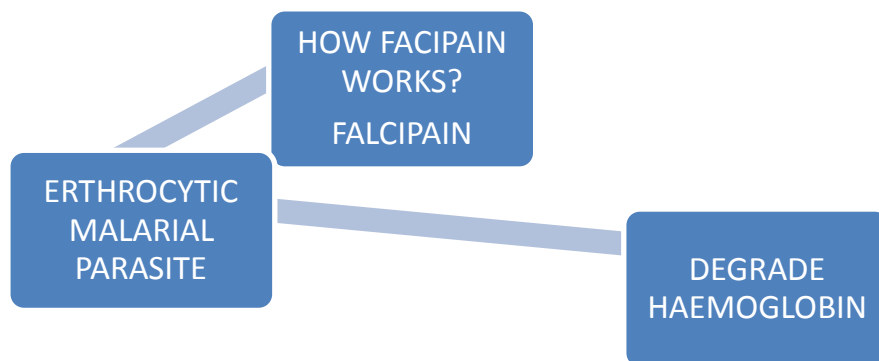 HOW FACIPAIN
WORKS?
FALCIPAIN
ERTHROCYTIC
MALARIAL
PARASITE
DEGRADE
HAEMOGLOBIN